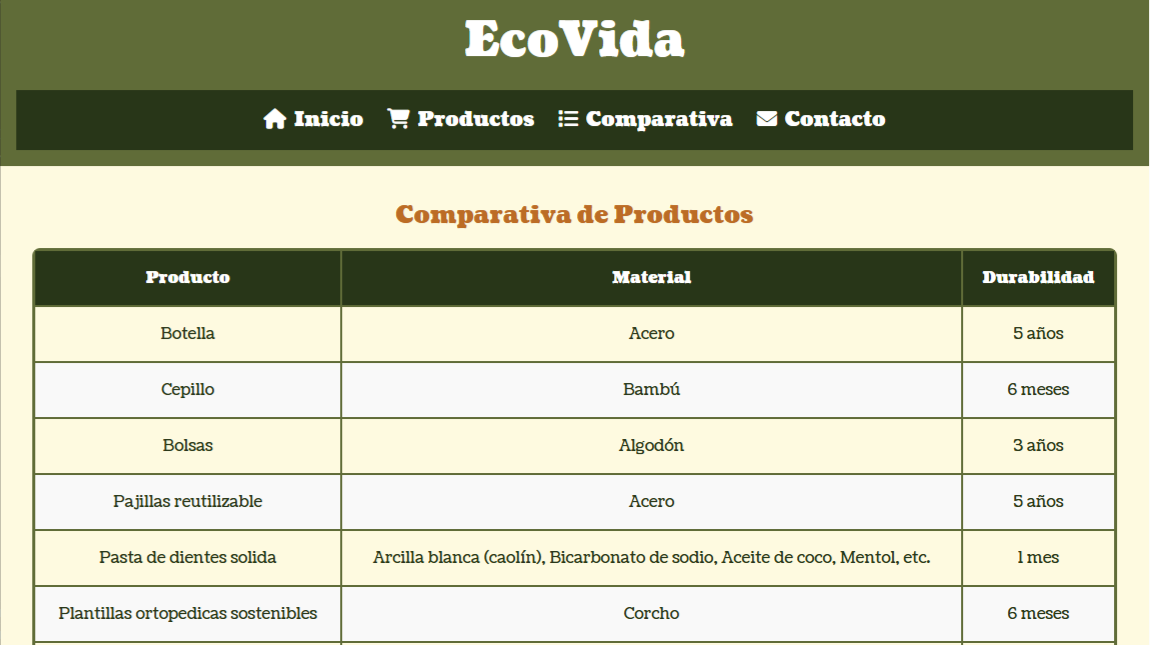 EcoVida
Inicio Productos Comparativa Contacto
Comparativa de Productos
Producto Material Durabilidad
Botella Acero 5 años
Cepillo Bambú 6 meses
Bolsas Algodón 3 años
Pajillas reutilizable Acero 5 años
Pasta de dientes solida Arcilla blanca (caolín), Bicarbonato de sodio, Aceite de coco, Mentol, etc. 1 mes
Plantillas ortopedicas sostenibles Corcho 6 meses